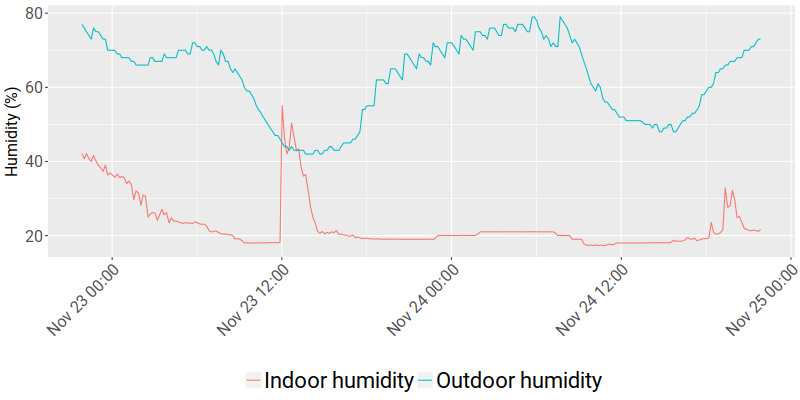 80
60
40
20
Humidity (%)
Nov 23 00:00
Nov 23 12:00
Nov 24 00:00
Nov 24 12:00
Nov 25 00:00
Indoor humidity
Outdoor humidity